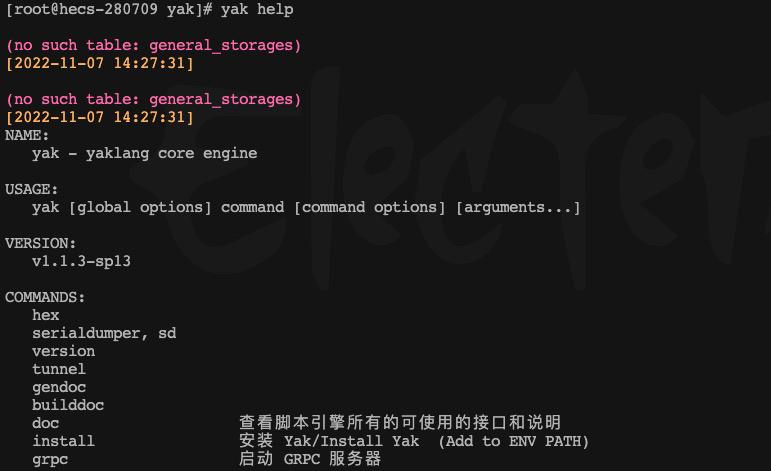 [root@hecs-280709 yak]# yak help
(no such table: general_storages)
[2022-11-07 14:27:31]
(no such table: general_storages)
[2022-11-07 14:27:31]
NAME:
yak - yaklang core engine
USAGE:
yak [global options] command [command options] [arguments...]
VERSION:
v1.1.3-sp13
COMMANDS:
hex
serialdumper, sd
version
tunnel
gendoc
builddoc
doc 查看脚本引擎所有的可使用的接口和说明
install 安装 Yak/Install Yak (Add to ENV PATH)
grpc 启动 GRPC 服务器
Electer